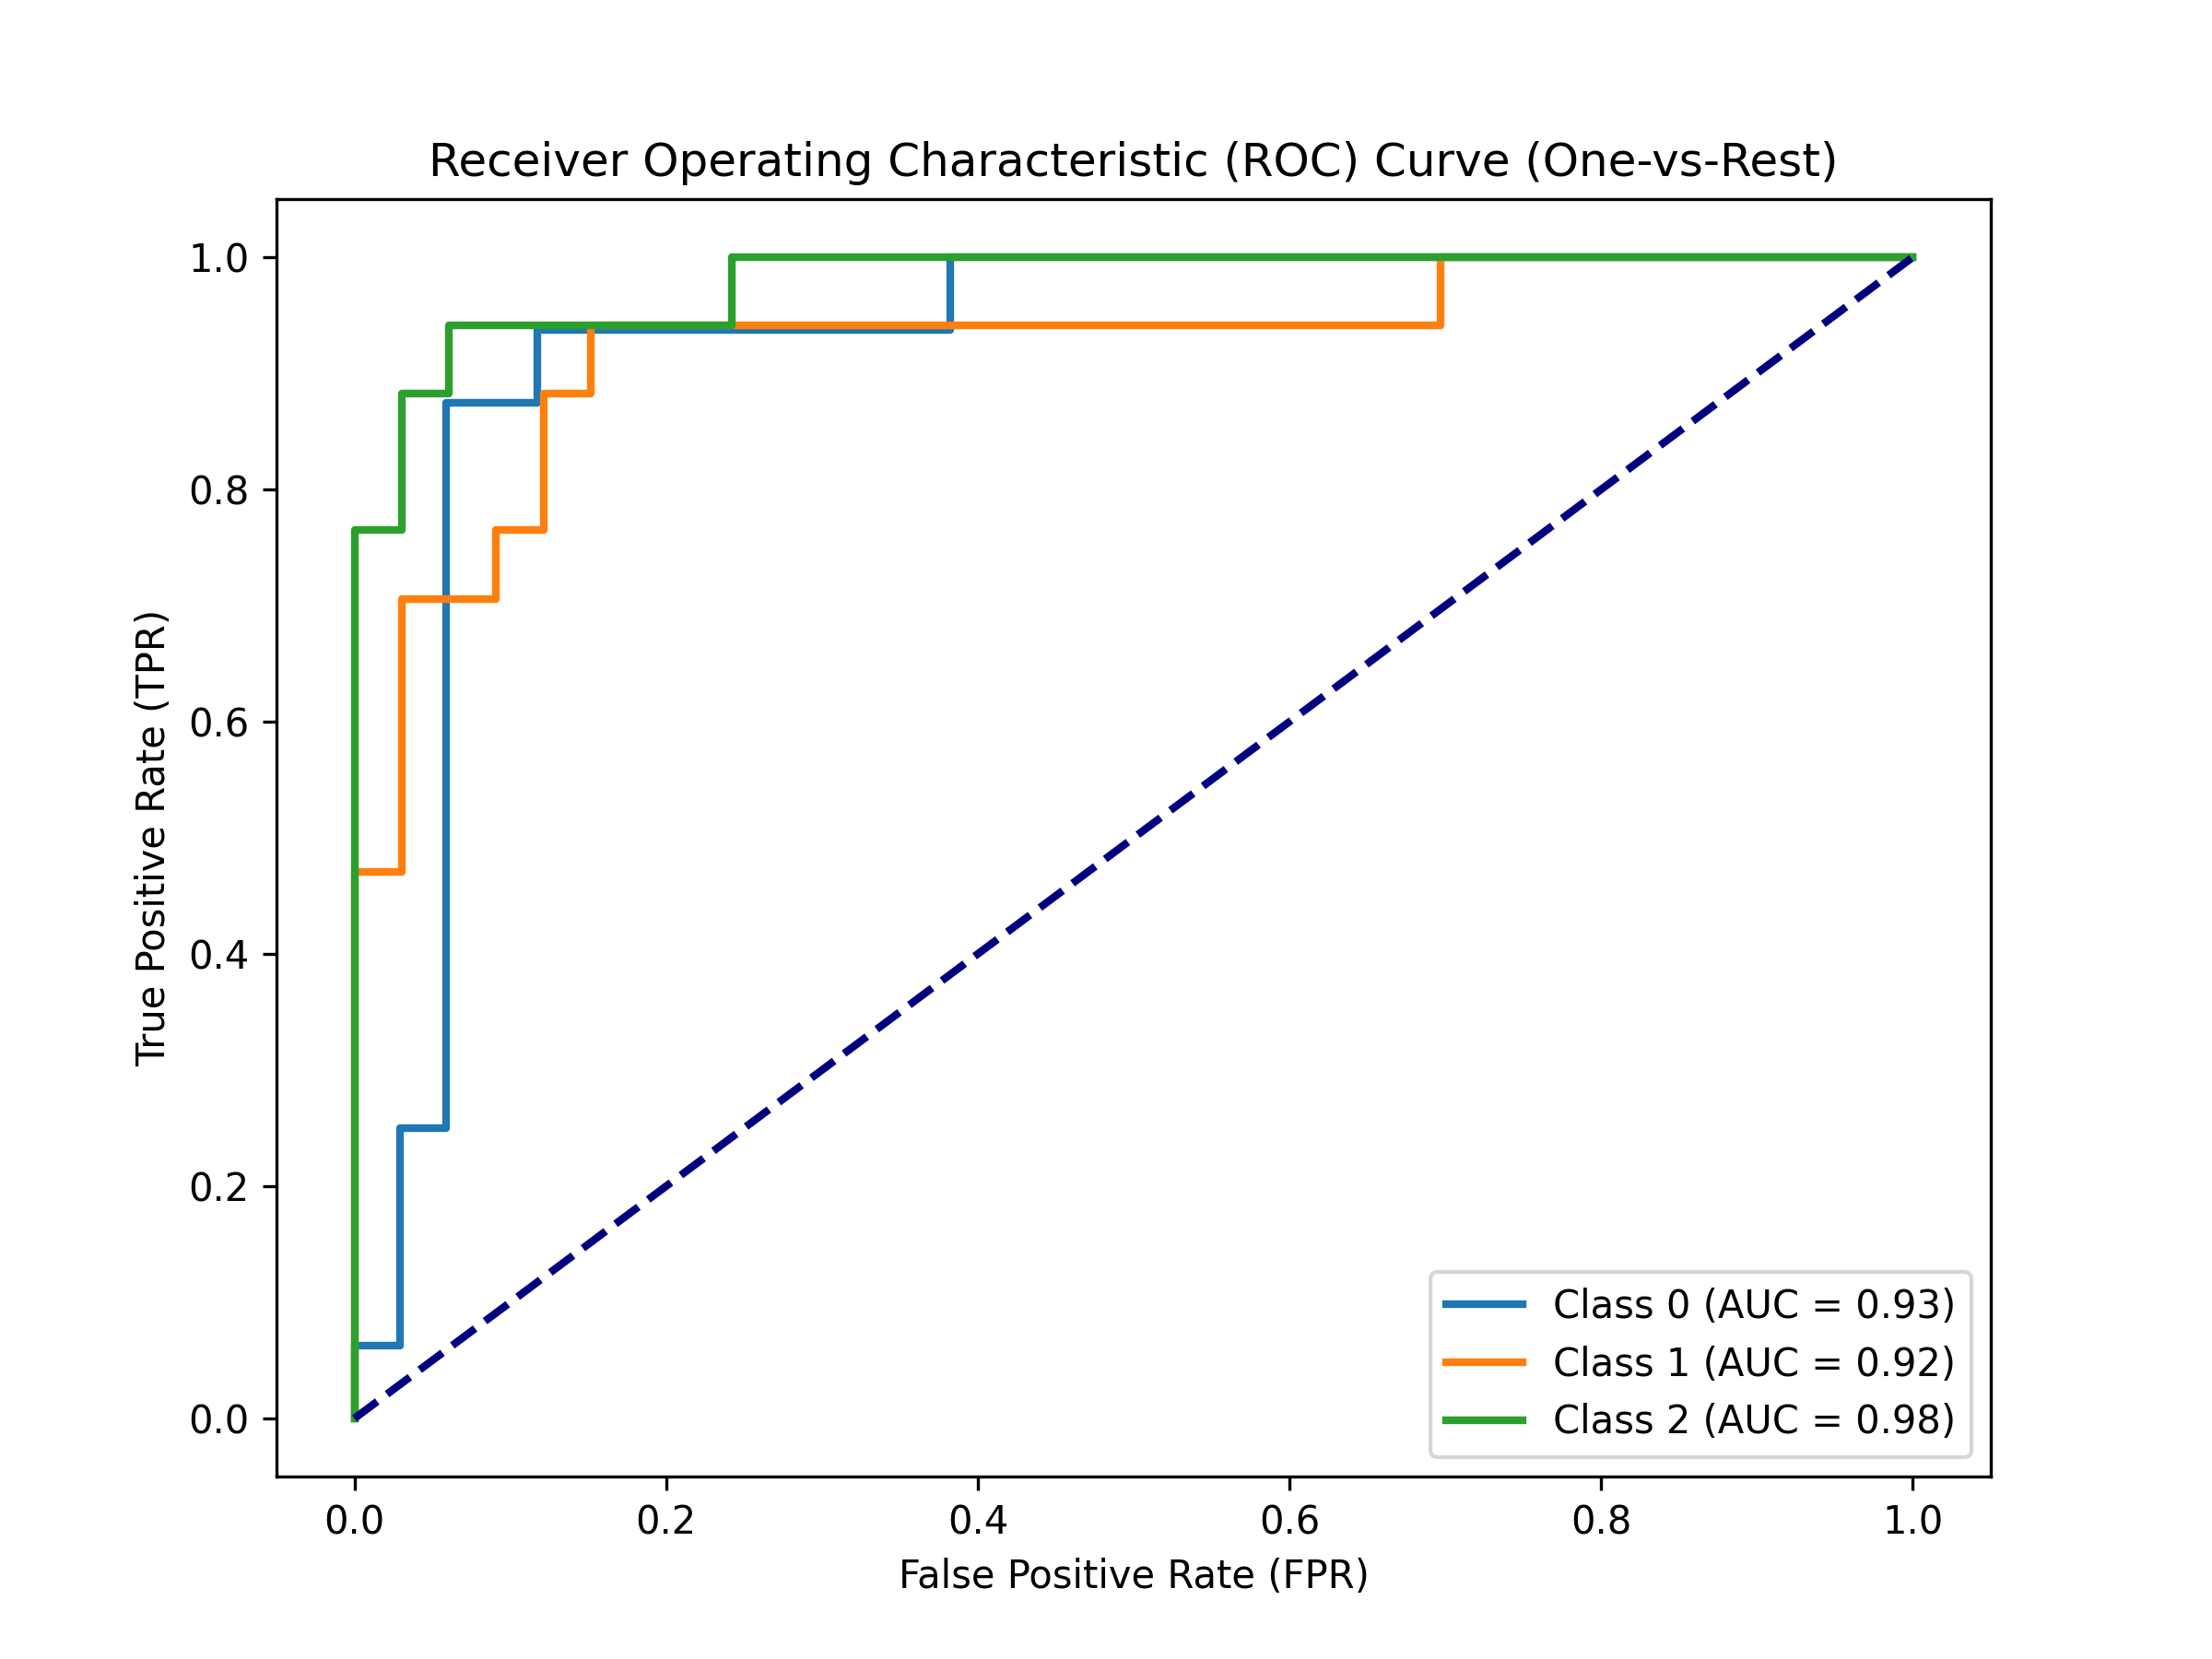 Receiver Operating Characteristic (ROC) Curve (One-vs-Rest)
True Positive Rate (TPR)
1.0
0.8
0.6
0.4
0.2
0.0
Class 0 (AUC = 0.93)
Class 1 (AUC = 0.92)
Class 2 (AUC = 0.98)
0.0 0.2 0.4 0.6 0.8 1.0
False Positive Rate (FPR)